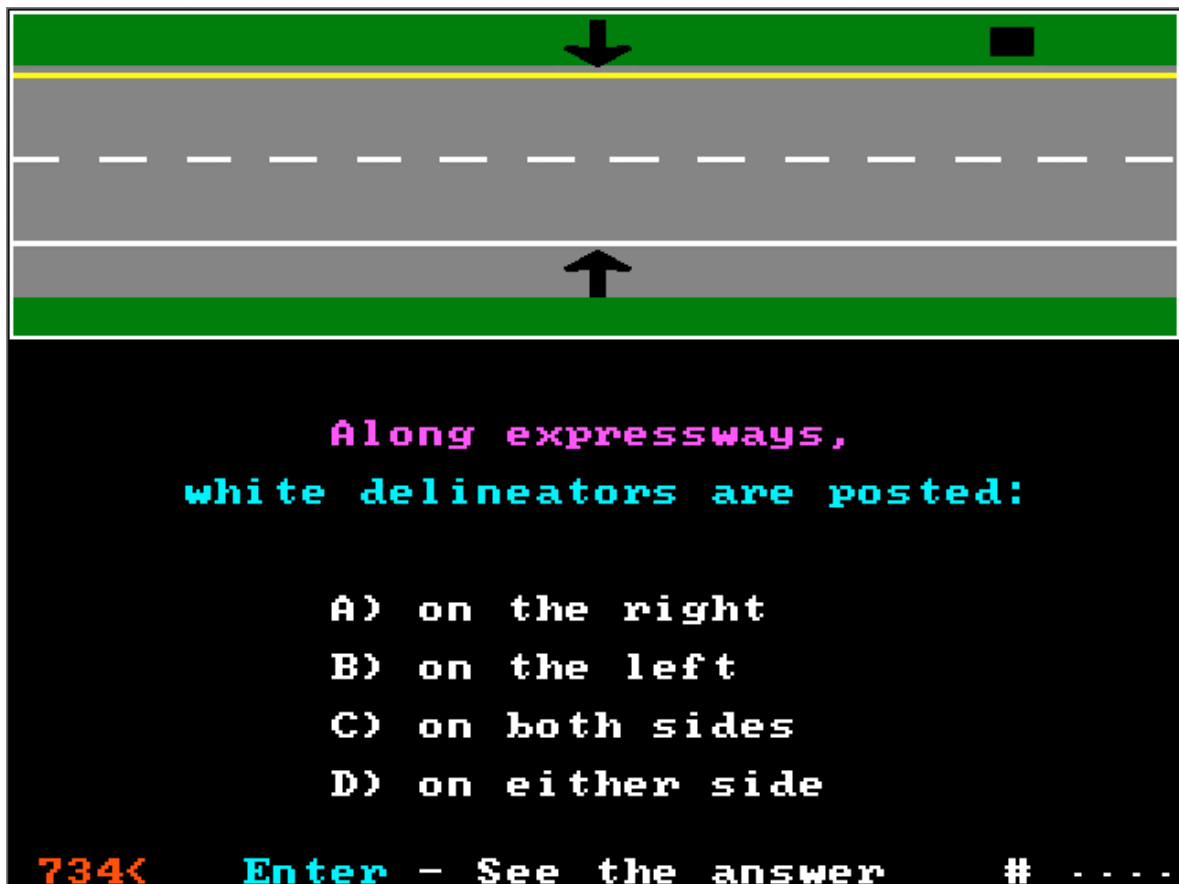 Along expressways,
white delineators are posted:
A) on the right
B) on the left
C) on both sides
D) on either side
734< Enter - See the answer # ----